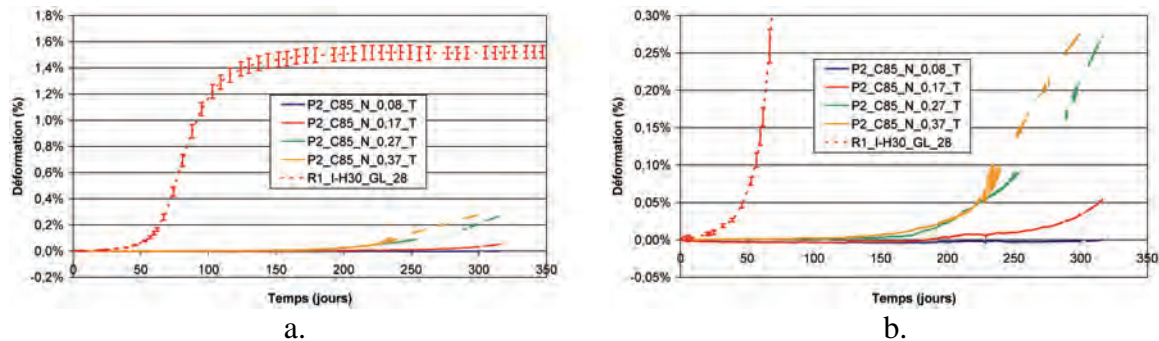 1,8%
1,6%
1,4%
1,2%
1,0%
0,8%
0,6%
0,4%
0,2%
0,0%
-0,2%
Déformation (%)
P2_C85_N_0,08_T
P2_C85_N_0,17_T
P2_C85_N_0,27_T
P2_C85_N_0,37_T
R1_I-H30_GL_28
0 50 100 150 200 250 300 350
Temps (jours)
a.
0,30%
0,25%
0,20%
0,15%
0,10%
0,05%
0,00%
-0,05%
Déformation (%)
P2_C85_N_0,08_T
P2_C85_N_0,17_T
P2_C85_N_0,27_T
P2_C85_N_0,37_T
R1_I-H30_GL_28
0 50 100 150 200 250 300 350
Temps (jours)
b.